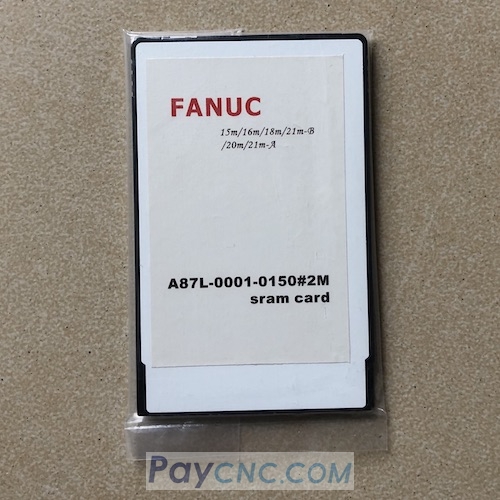 FANUC
15m/16m/18m/21m-B
/20m/21m-A
A87L-0001-0150#2M
sram card
PayCNC.COM